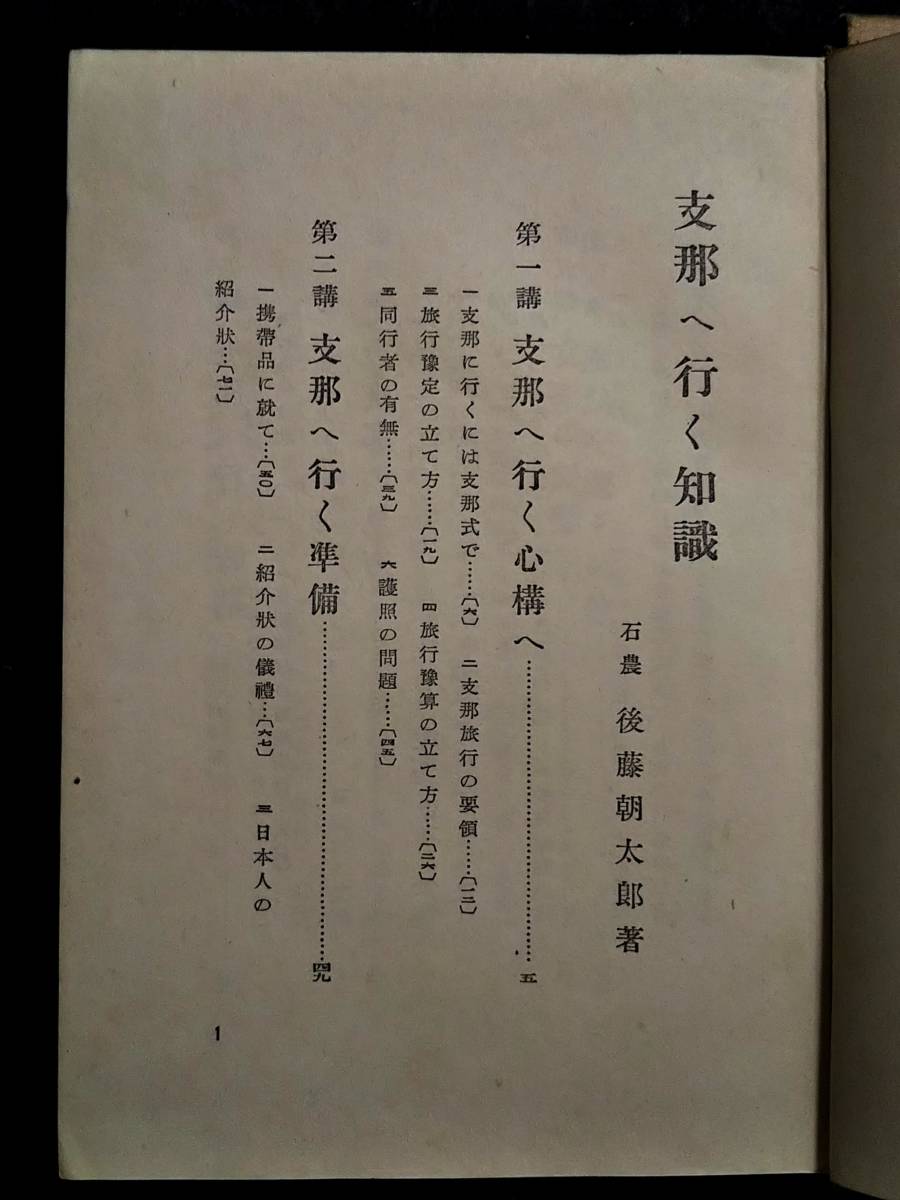 支那へ行く知識
石農 後藤朝太郎著
第一講 支那へ行く心構へ…………五
一 支那に行くには支那式で……〔六〕 二 支那旅行の要領……〔一三〕
三 旅行豫定の立て方……〔一九〕 四 旅行豫算の立て方……〔二六〕
五 同行者の有無……〔三九〕 六 護照の問題……〔四五〕
第二講 支那へ行く準備…………四九
一 携帶品に就て…〔五〇〕 二 紹介狀の儀禮…〔六七〕 三 日本人の
紹介狀…〔七一〕
1